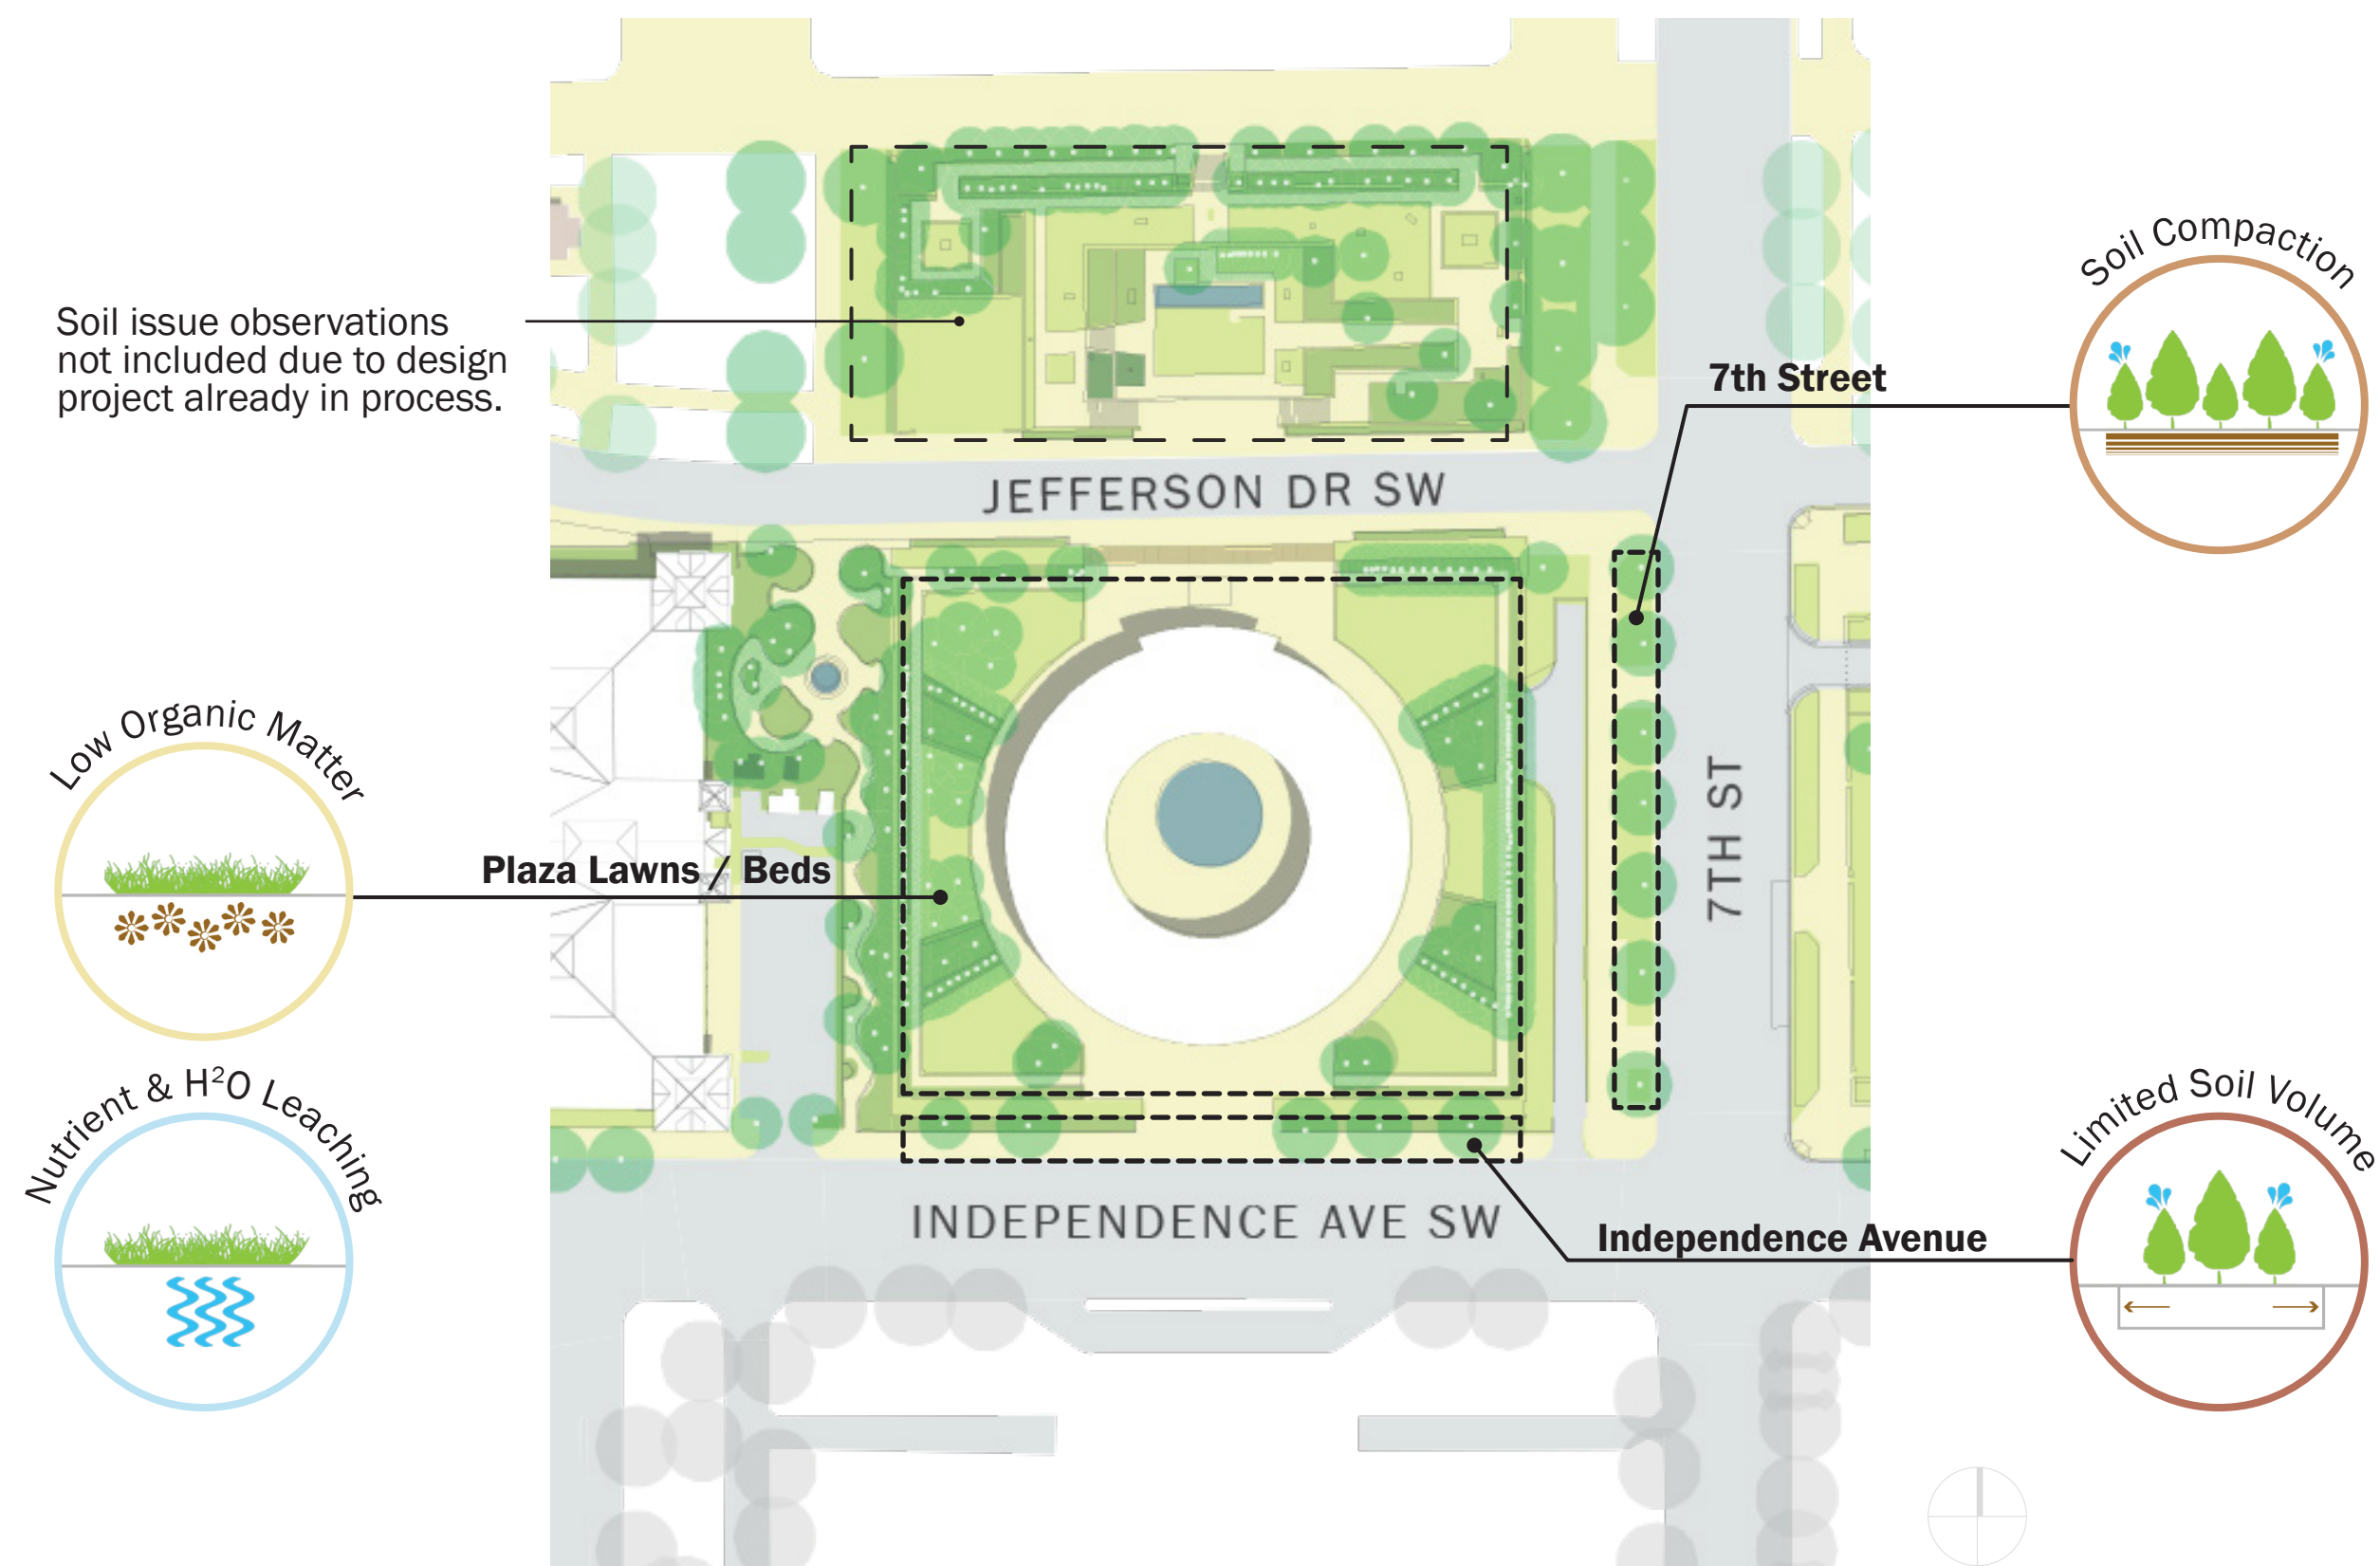 Soil Compaction
Soil issue observations
not included due to design
project already in process.
7th Street
JEFFERSON DR SW
Low Organic Matter
7TH ST
Plaza Lawns / Beds
Nutrient & H²O Leaching
Limited Soil Volume
INDEPENDENCE AVE SW
Independence Avenue